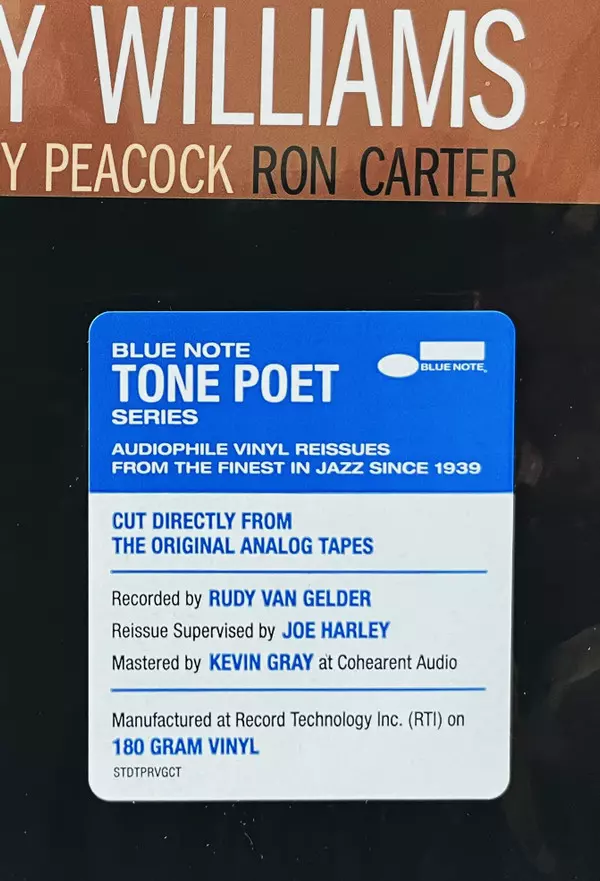 Y WILLIAMS
Y PEACOCK RON CARTER
BLUE NOTE
TONE POET
SERIES
BLUE NOTE
AUDIOPHILE VINYL REISSUES
FROM THE FINEST IN JAZZ SINCE 1939
CUT DIRECTLY FROM
THE ORIGINAL ANALOG TAPES
Recorded by RUDY VAN GELDER
Reissue Supervised by JOE HARLEY
Mastered by KEVIN GRAY at Cohearent Audio
Manufactured at Record Technology Inc. (RTI) on
180 GRAM VINYL
STDTPRVGCT